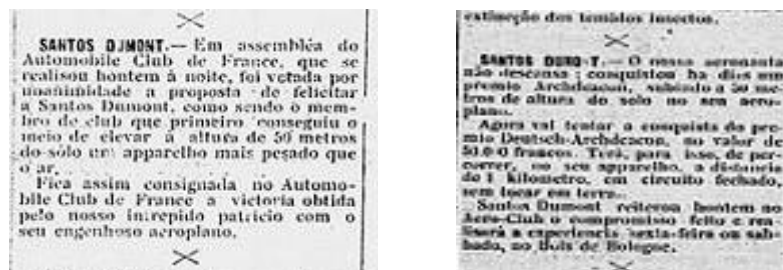 SANTOS DUMONT.— Em assembléa do
Automobile Club de France, que se
realisou hontem á noite, foi votada por
unanimidade a proposta de felicitar
a Santos Dumont, como sendo o mem-
bro de club que primeiro conseguiu o
meio de elevar á altura de 50 metros
do sólo um apparelho mais pesado que
o ar.
Fica assim consignada no Automo-
bile Club de France a victoria obtida
pelo nosso intrepido patricio com o
seu engenhoso aeroplano.
extincção dos temidos insectos.
SANTOS DUMONT.— O nosso aeronauta
não descansa; conquistou ha dias um
premio Archdeacon, subindo a 50 me-
tros de altura do solo no seu aero-
plano.
Agora vai tentar a conquista do pre-
mio Deutsch-Archdeacon, no valor de
50.000 francos. Terá, para isso, de per-
correr, no seu apparelho, a distancia
de 1 kilometro, em circuito fechado,
sem tocar em terra.
Santos Dumont reiterou hontem no
Aero-Club o compromisso feito e rea-
lisará a experiencia sexta-feira ou sab-
bado, no Bois de Bologne.